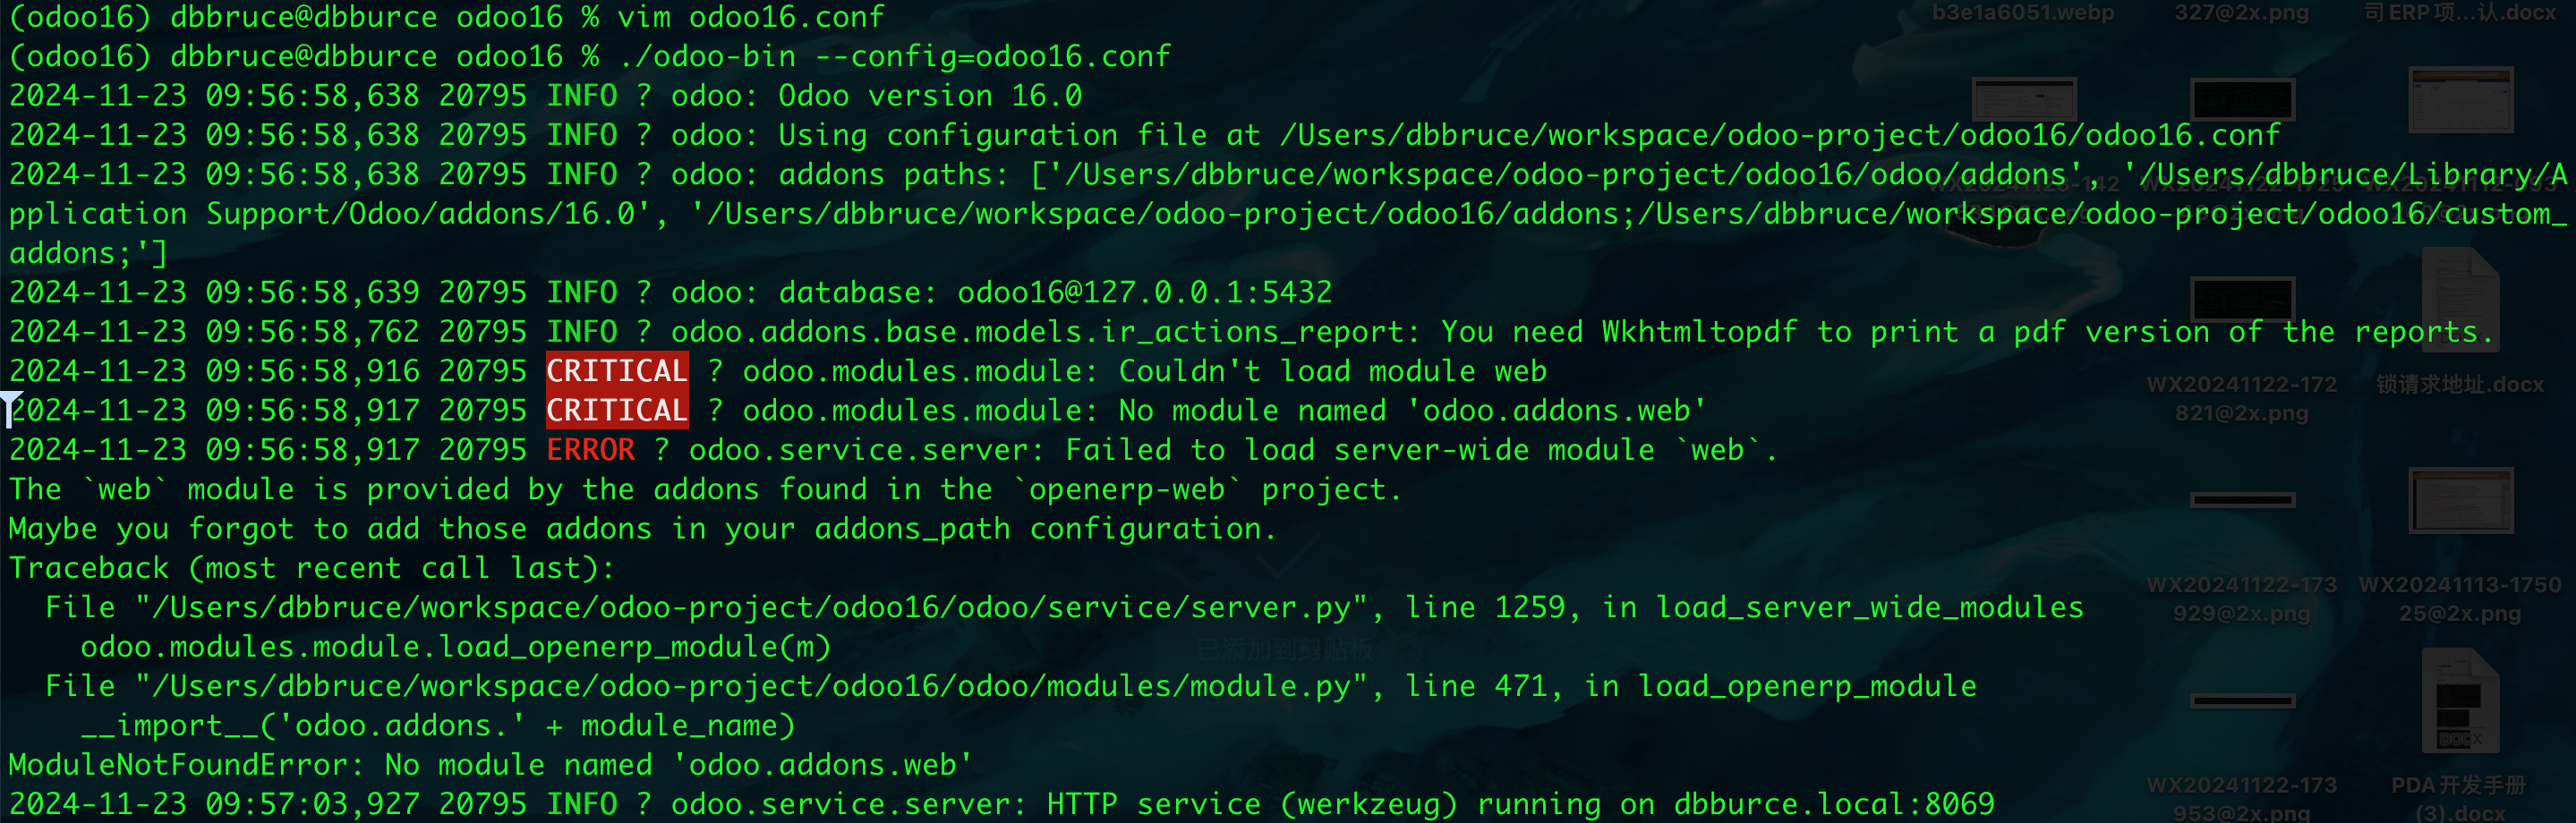 (odoo16) dbbruce@dbburce odoo16 % vim odoo16.conf
(odoo16) dbbruce@dbburce odoo16 % ./odoo-bin --config=odoo16.conf
2024-11-23 09:56:58,638 20795 INFO ? odoo: Odoo version 16.0
2024-11-23 09:56:58,638 20795 INFO ? odoo: Using configuration file at /Users/dbbruce/workspace/odoo-project/odoo16/odoo16.conf
2024-11-23 09:56:58,638 20795 INFO ? odoo: addons paths: ['/Users/dbbruce/workspace/odoo-project/odoo16/odoo/addons', '/Users/dbbruce/Library/A
pplication Support/Odoo/addons/16.0', '/Users/dbbruce/workspace/odoo-project/odoo16/addons;/Users/dbbruce/workspace/odoo-project/odoo16/custom_
addons;']
2024-11-23 09:56:58,639 20795 INFO ? odoo: database: odoo16@127.0.0.1:5432
2024-11-23 09:56:58,762 20795 INFO ? odoo.addons.base.models.ir_actions_report: You need Wkhtmltopdf to print a pdf version of the reports.
2024-11-23 09:56:58,916 20795 CRITICAL ? odoo.modules.module: Couldn't load module web
2024-11-23 09:56:58,917 20795 CRITICAL ? odoo.modules.module: No module named 'odoo.addons.web'
2024-11-23 09:56:58,917 20795 ERROR ? odoo.service.server: Failed to load server-wide module `web`.
The `web` module is provided by the addons found in the `openerp-web` project.
Maybe you forgot to add those addons in your addons_path configuration.
Traceback (most recent call last):
  File "/Users/dbbruce/workspace/odoo-project/odoo16/odoo/service/server.py", line 1259, in load_server_wide_modules
    odoo.modules.module.load_openerp_module(m)
  File "/Users/dbbruce/workspace/odoo-project/odoo16/odoo/modules/module.py", line 471, in load_openerp_module
    __import__('odoo.addons.' + module_name)
ModuleNotFoundError: No module named 'odoo.addons.web'
2024-11-23 09:57:03,927 20795 INFO ? odoo.service.server: HTTP service (werkzeug) running on dbburce.local:8069
b3e1a6051.webp
327@2x.png
司ERP项...认.docx
WX20241122-172
821@2x.png
锁请求地址.docx
WX20241122-173
929@2x.png
WX20241113-1750
25@2x.png
已添加到剪贴板
WX20241122-173
953@2x.png
PDA开发手册
(3).docx